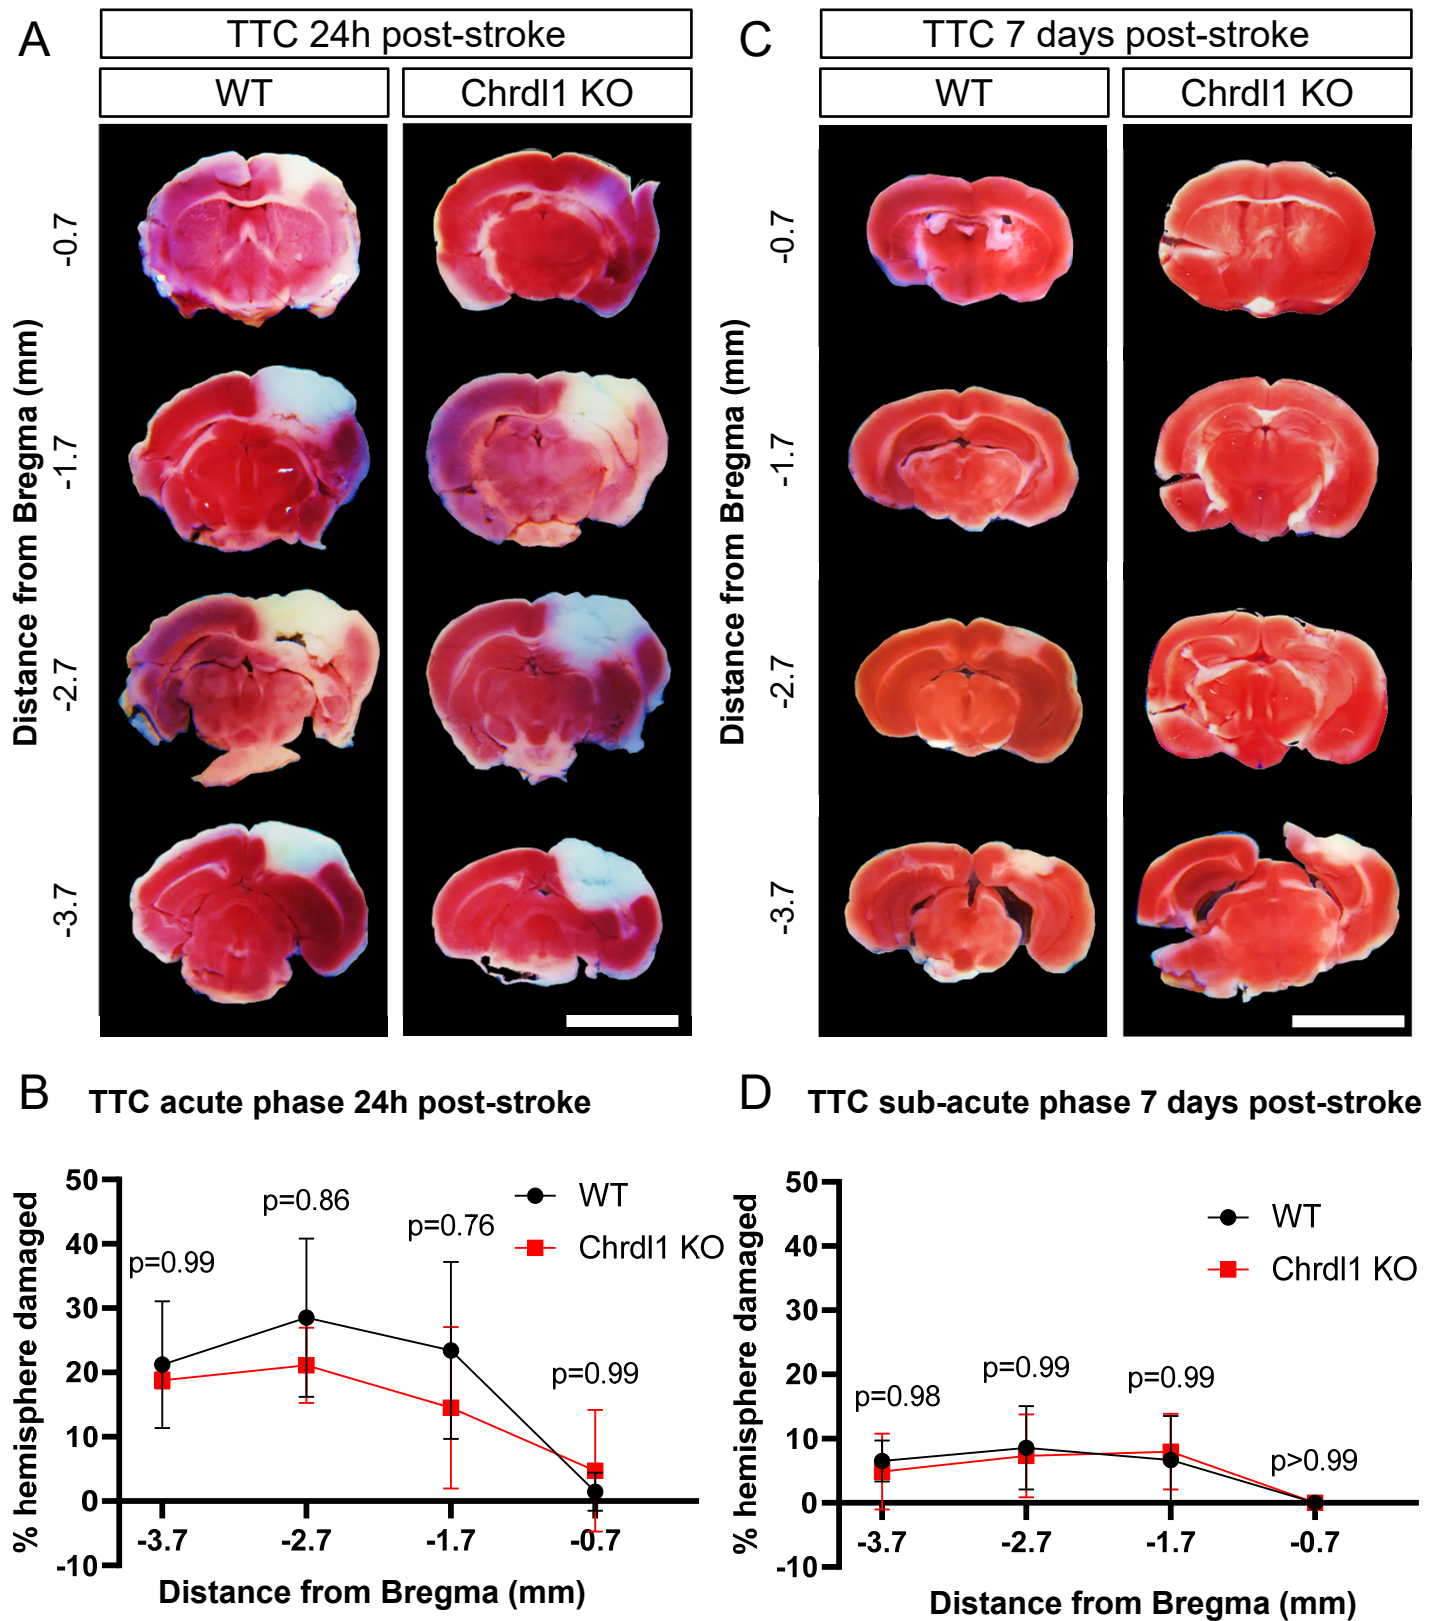 A
TTC 24h post-stroke
WT
Chrdl1 KO
Distance from Bregma (mm)
-0.7
-1.7
-2.7
-3.7
C
TTC 7 days post-stroke
WT
Chrdl1 KO
Distance from Bregma (mm)
-0.7
-1.7
-2.7
-3.7
B
TTC acute phase 24h post-stroke
% hemisphere damaged
50
40
30
20
10
0
-10
p=0.99
p=0.86
p=0.76
p=0.99
WT
Chrdl1 KO
-3.7
-2.7
-1.7
-0.7
Distance from Bregma (mm)
D
TTC sub-acute phase 7 days post-stroke
% hemisphere damaged
50
40
30
20
10
0
-10
p=0.98
p=0.99
p=0.99
p>0.99
WT
Chrdl1 KO
-3.7
-2.7
-1.7
-0.7
Distance from Bregma (mm)